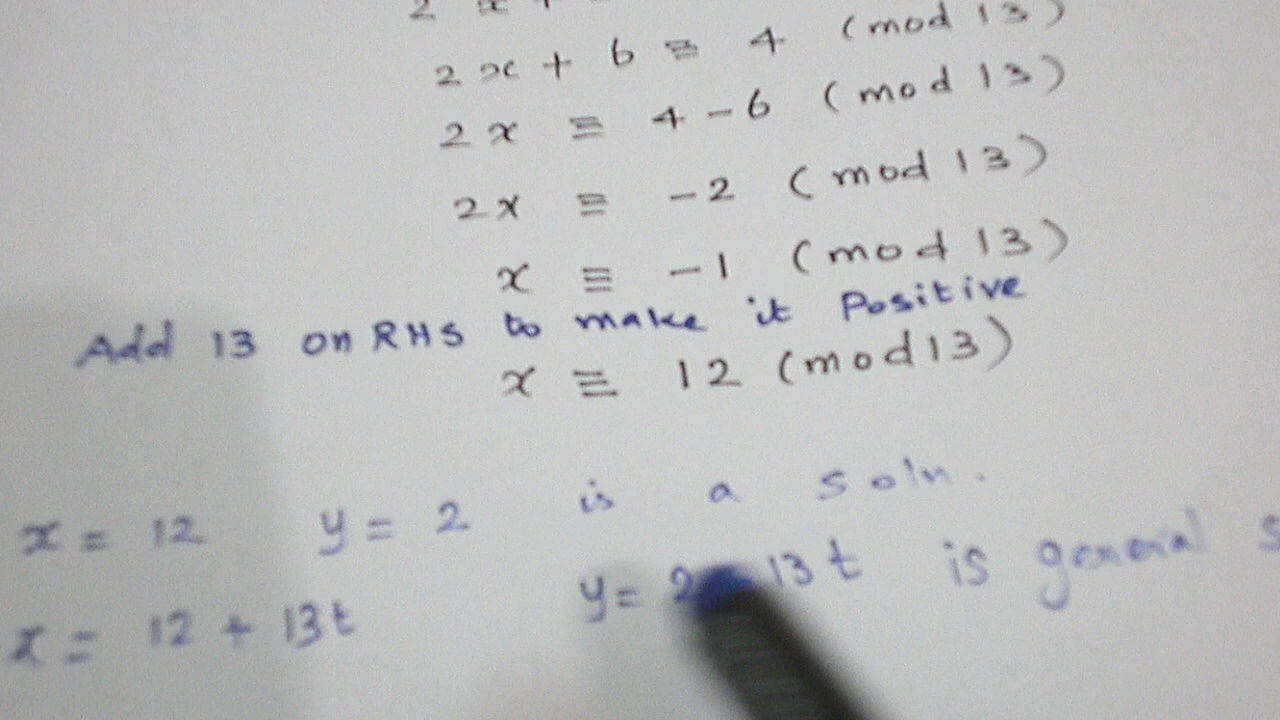 2 x +
2x + 6 ≡ 4 (mod 13)
2x ≡ 4 - 6 (mod 13)
2x ≡ -2 (mod 13)
x ≡ -1 (mod 13)
Add 13 on RHS to make it Positive
x ≡ 12 (mod 13)
x = 12 y = 2 is a soln.
x = 12 + 13t y = 2 13t is general